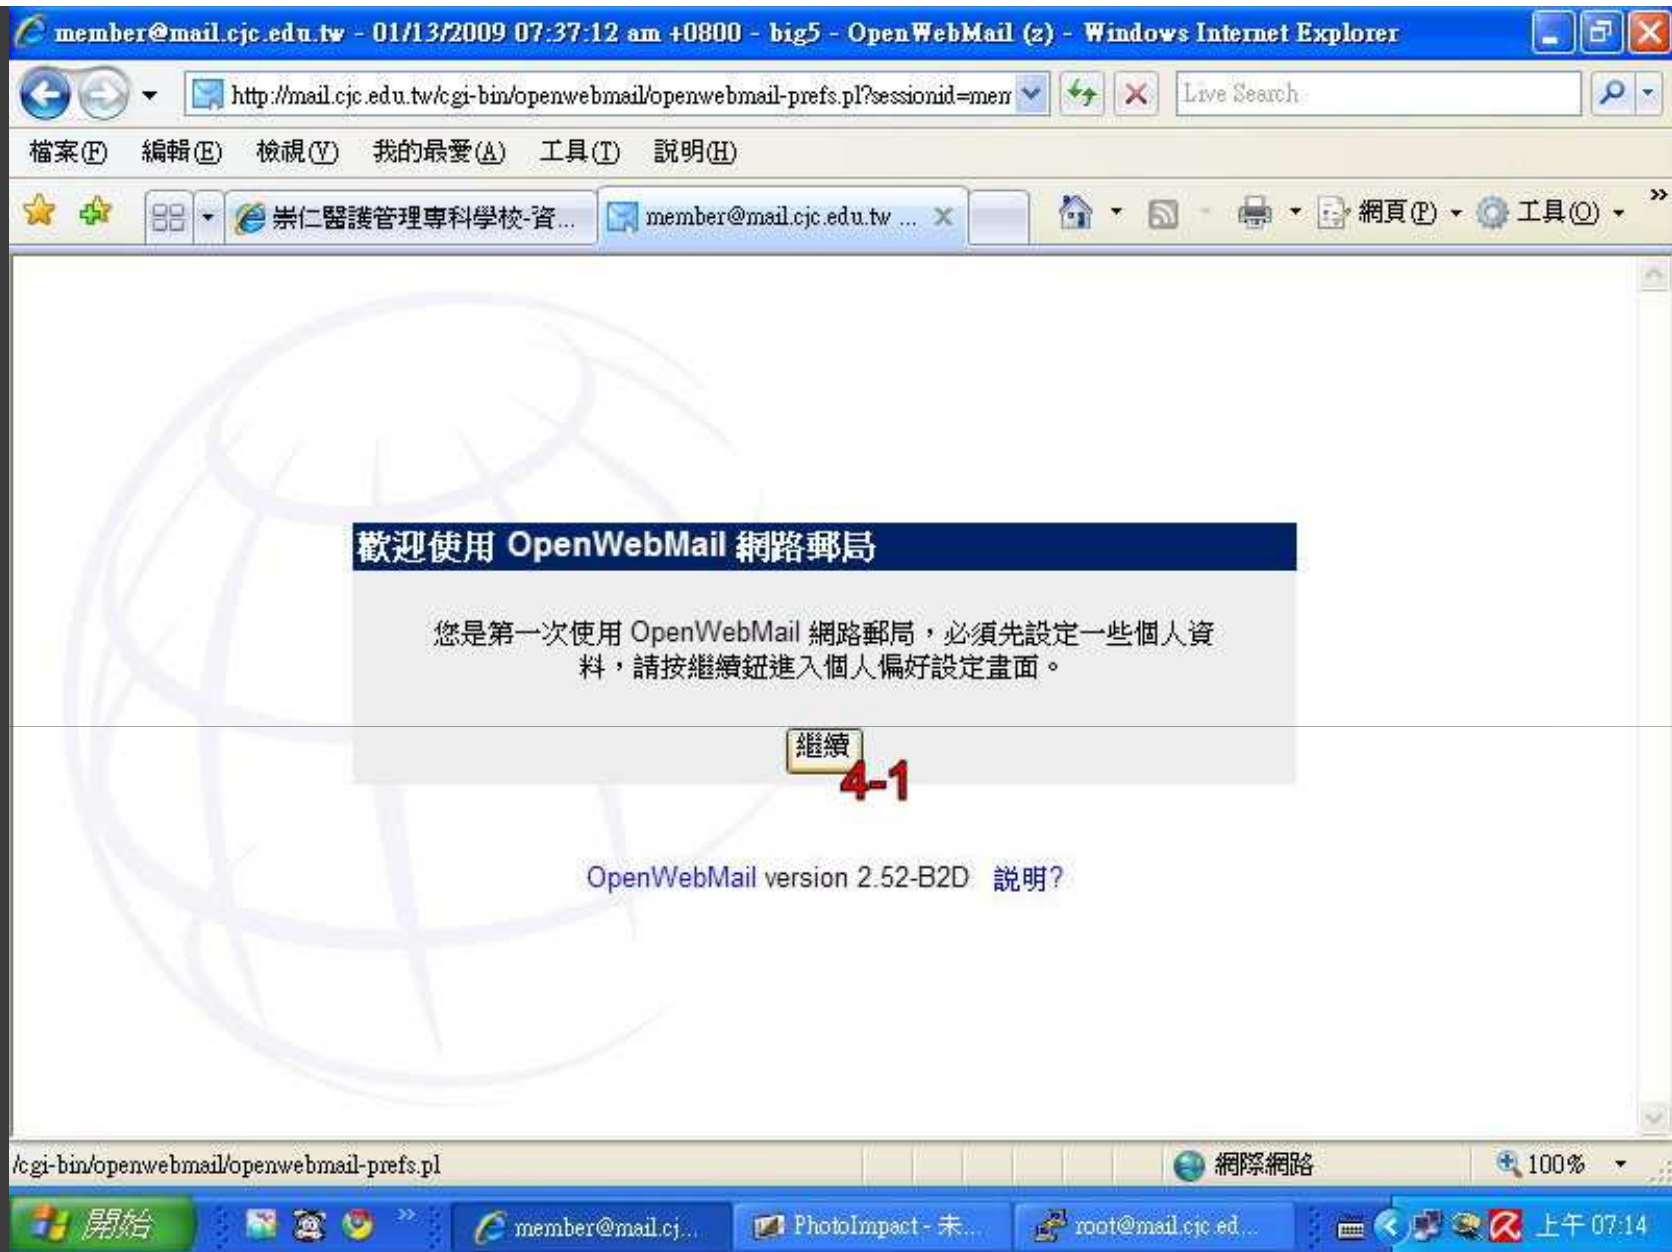 member@mail.cjc.edu.tw - 01/13/2009 07:37:12 am +0800 - big5 - OpenWebMail (z) - Windows Internet Explorer
http://mail.cjc.edu.tw/cgi-bin/openwebmail/openwebmail-prefs.pl?sessionid=mem Live Search
檔案(F) 編輯(E) 檢視(V) 我的最愛(A) 工具(T) 說明(H)
崇仁醫護管理專科學校-資... member@mail.cjc.edu.tw ... 網頁(P) 工具(O) »
歡迎使用 OpenWebMail 網路郵局
您是第一次使用 OpenWebMail 網路郵局，必須先設定一些個人資
料，請按繼續鈕進入個人偏好設定畫面。
繼續
4-1
OpenWebMail version 2.52-B2D 說明?
/cgi-bin/openwebmail/openwebmail-prefs.pl 網際網路 100%
開始 » member@mail.cj... PhotoImpact - 未... root@mail.cjc.ed... 上午 07:14